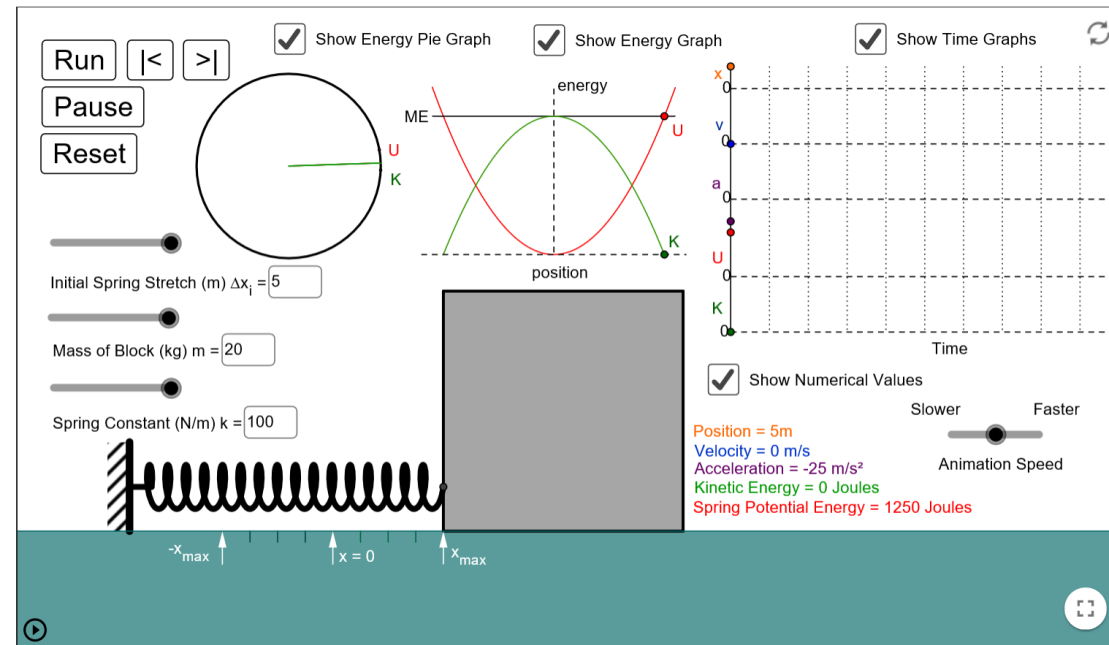 Run |< >|
Pause
Reset
Show Energy Pie Graph
Show Energy Graph
Show Time Graphs
U
K
energy
ME
U
K
position
x
0
v
0
a
0
U
0
K
0
Time
Initial Spring Stretch (m) Δxi = 5
Mass of Block (kg) m = 20
Spring Constant (N/m) k = 100
Show Numerical Values
Slower Faster
Animation Speed
Position = 5m
Velocity = 0 m/s
Acceleration = -25 m/s²
Kinetic Energy = 0 Joules
Spring Potential Energy = 1250 Joules
-xmax x = 0 xmax